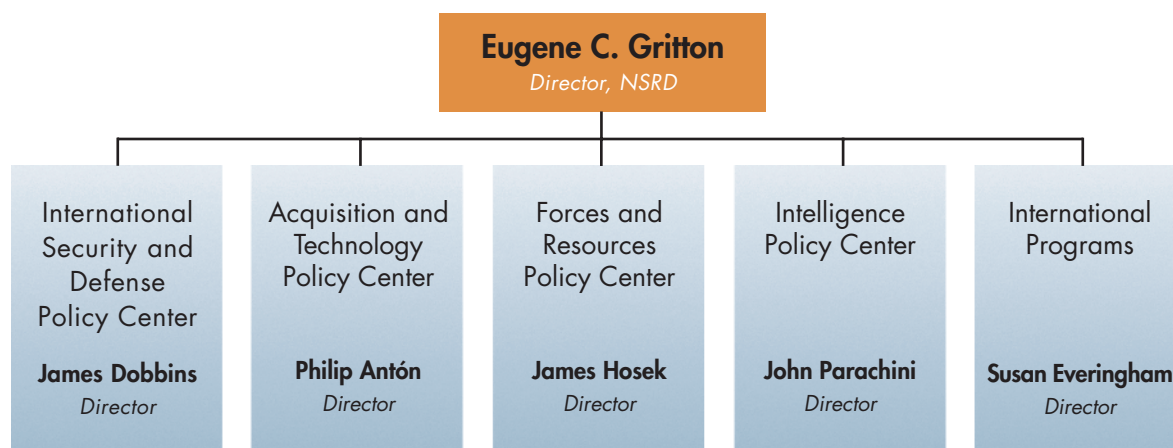 Eugene C. Gritton
Director, NSRD
International
Security and
Defense
Policy Center
James Dobbins
Director
Acquisition and
Technology
Policy Center
Philip Antón
Director
Forces and
Resources
Policy Center
James Hosek
Director
Intelligence
Policy Center
John Parachini
Director
International
Programs
Susan Everingham
Director